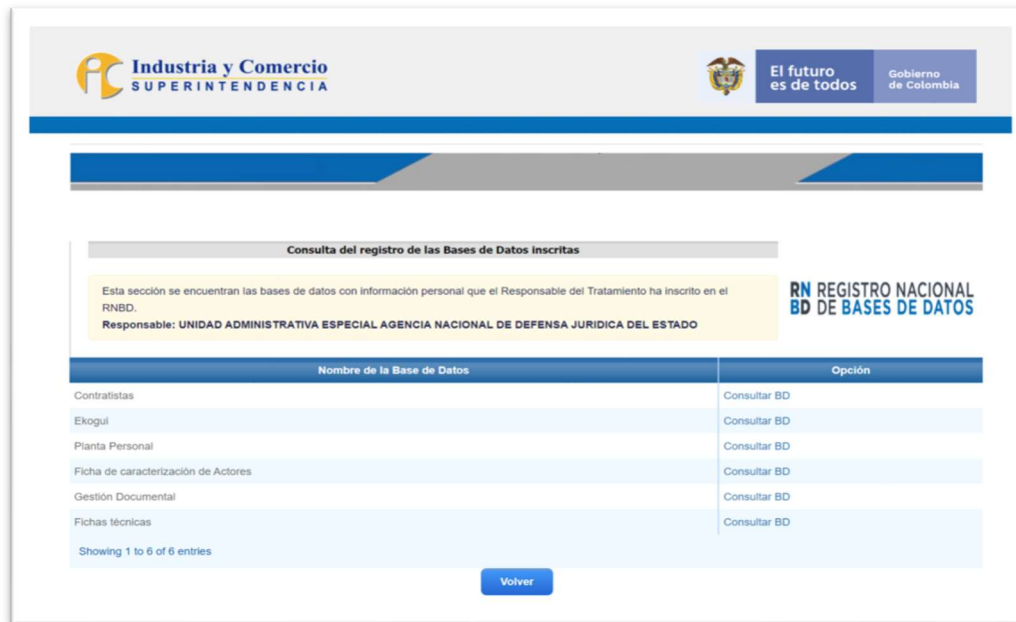 Industria y Comercio
SUPERINTENDENCIA
El futuro
es de todos
Gobierno
de Colombia
Consulta del registro de las Bases de Datos inscritas
Esta sección se encuentran las bases de datos con información personal que el Responsable del Tratamiento ha inscrito en el
RNBD.
Responsable: UNIDAD ADMINISTRATIVA ESPECIAL AGENCIA NACIONAL DE DEFENSA JURIDICA DEL ESTADO
RN REGISTRO NACIONAL
BD DE BASES DE DATOS
Nombre de la Base de Datos Opción
Contratistas Consultar BD
Ekogui Consultar BD
Planta Personal Consultar BD
Ficha de caracterización de Actores Consultar BD
Gestión Documental Consultar BD
Fichas técnicas Consultar BD
Showing 1 to 6 of 6 entries
Volver